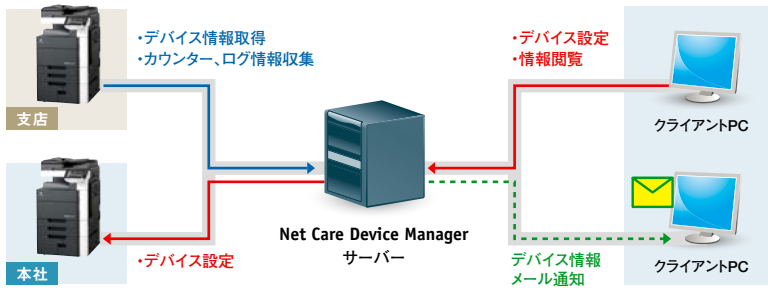 ・デバイス情報取得
・カウンター、ログ情報収集
・デバイス設定
・情報閲覧
支店
クライアントPC
Net Care Device Manager
サーバー
本社
・デバイス設定
デバイス情報
メール通知
クライアントPC